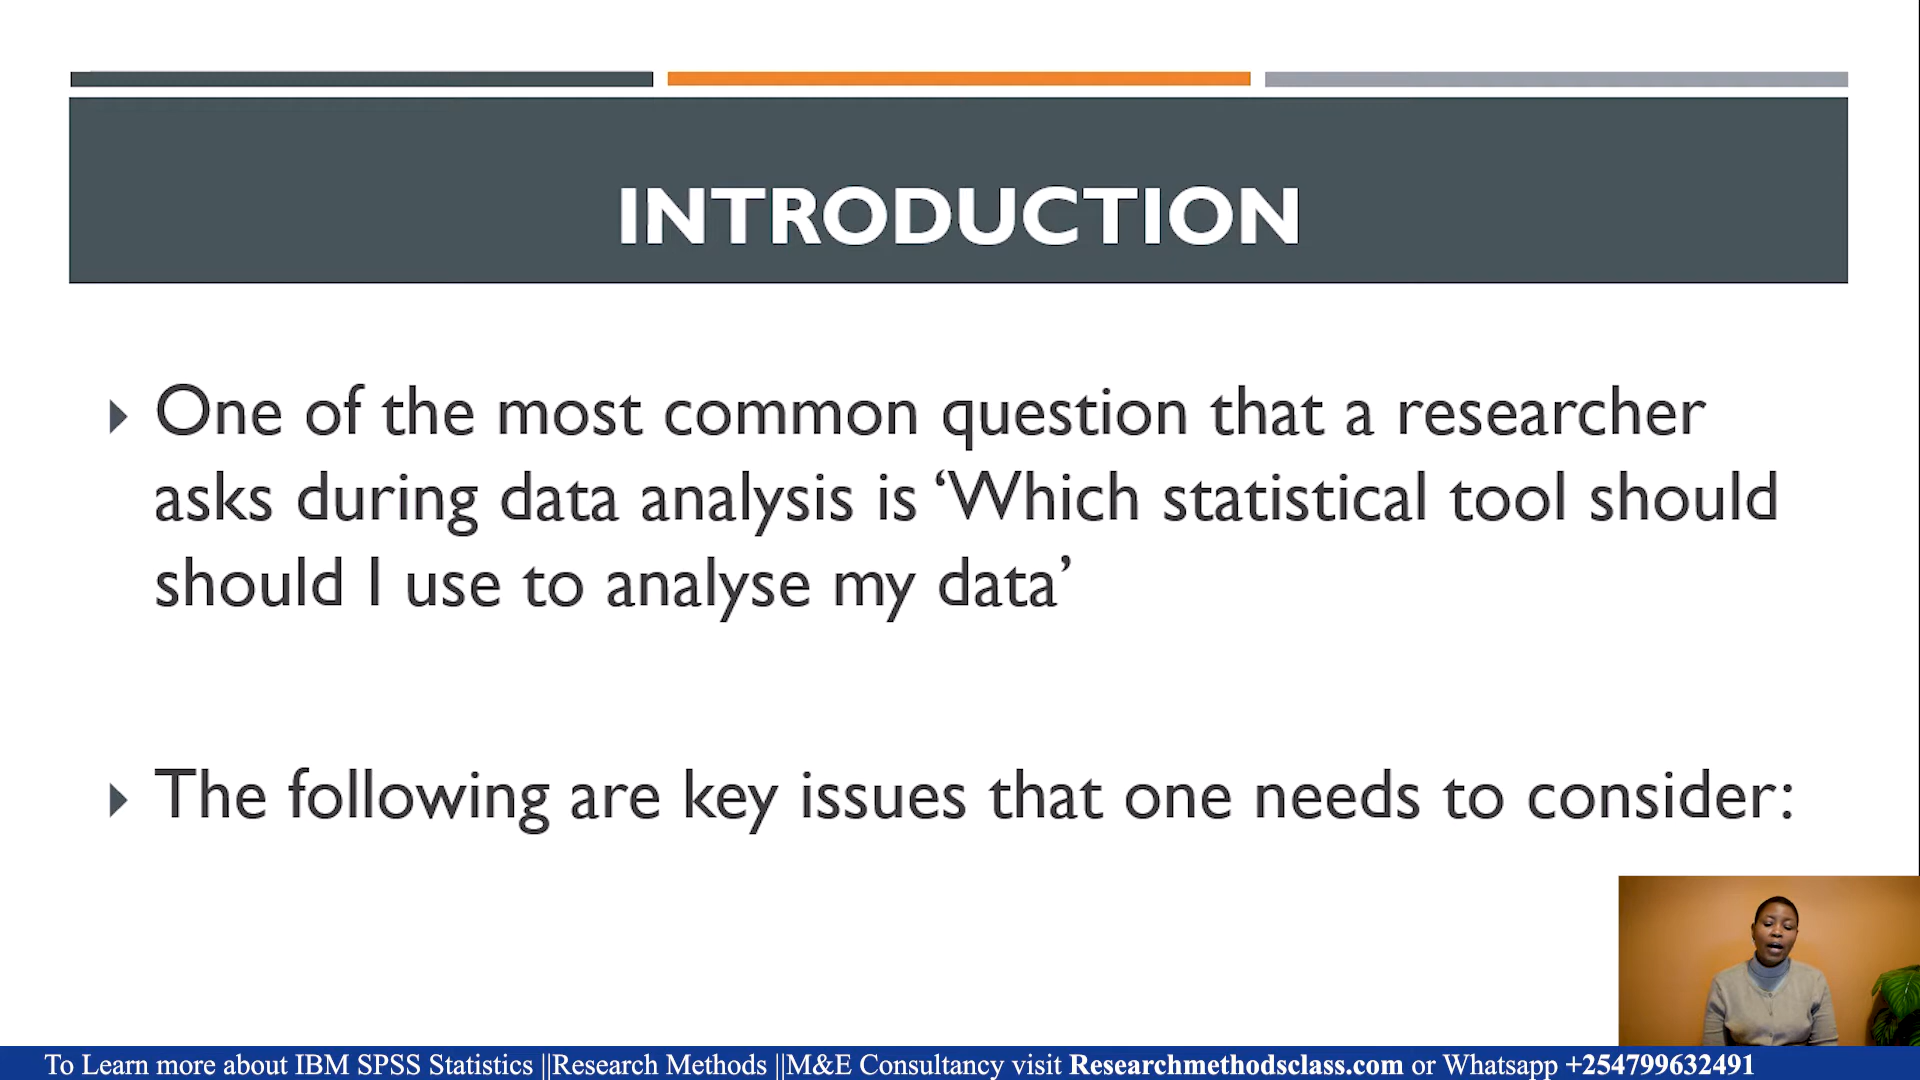 INTRODUCTION
One of the most common question that a researcher
asks during data analysis is ‘Which statistical tool should
should I use to analyse my data’
The following are key issues that one needs to consider:
To Learn more about IBM SPSS Statistics ||Research Methods ||M&E Consultancy visit Researchmethodsclass.com or Whatsapp +254799632491